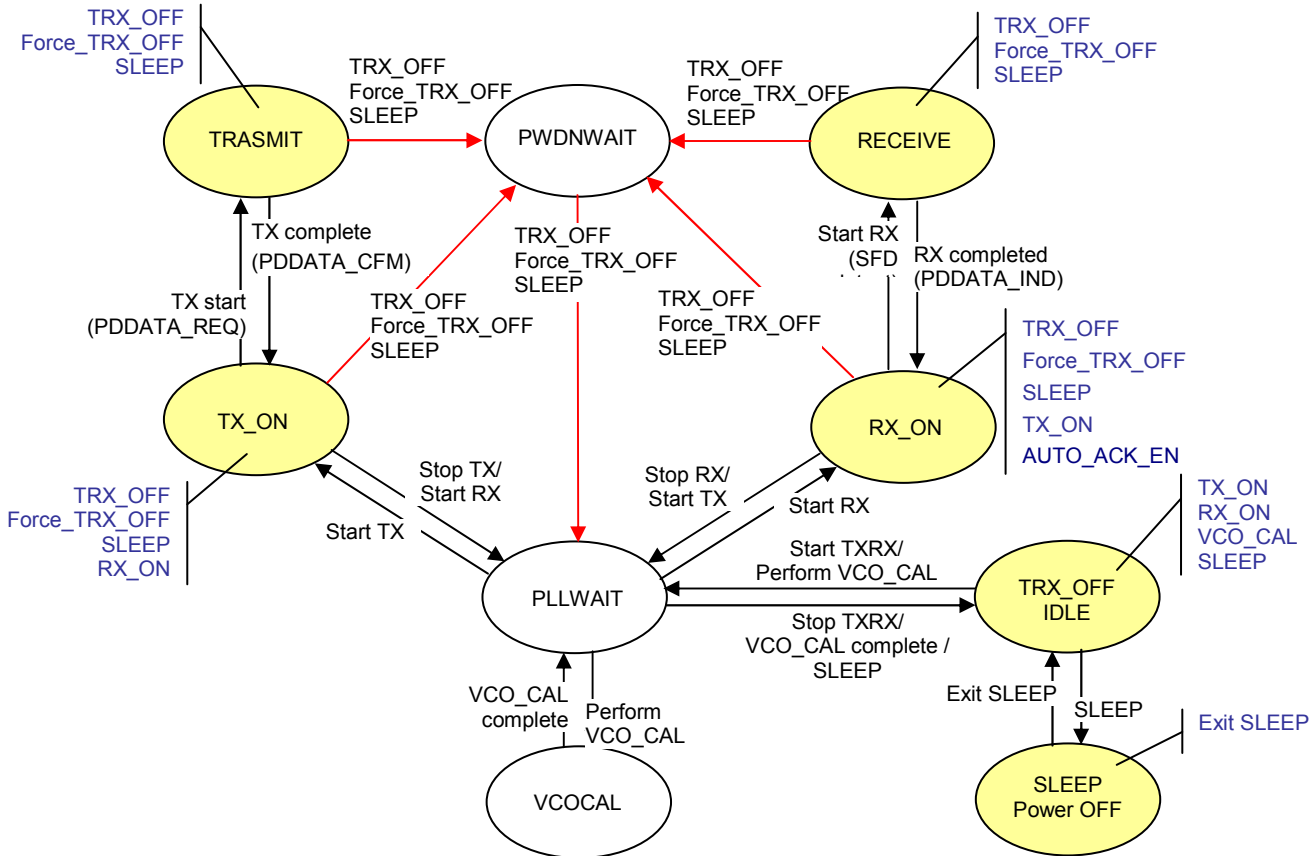 TRX_OFF
Force_TRX_OFF
SLEEP
TRX_OFF
Force_TRX_OFF
SLEEP
TRX_OFF
Force_TRX_OFF
SLEEP
TRX_OFF
Force_TRX_OFF
SLEEP
TRASMIT
PWDNWAIT
RECEIVE
TX complete
(PDDATA_CFM)
TX start
(PDDATA_REQ)
TRX_OFF
Force_TRX_OFF
SLEEP
TRX_OFF
Force_TRX_OFF
SLEEP
TRX_OFF
Force_TRX_OFF
SLEEP
Start RX
(SFD
RX completed
(PDDATA_IND)
TRX_OFF
Force_TRX_OFF
SLEEP
TX_ON
AUTO_ACK_EN
TX_ON
RX_ON
TRX_OFF
Force_TRX_OFF
SLEEP
RX_ON
Stop TX/
Start RX
Start TX
Stop RX/
Start TX
Start RX
TX_ON
RX_ON
VCO_CAL
SLEEP
Start TXRX/
Perform VCO_CAL
PLLWAIT
TRX_OFF
IDLE
Stop TXRX/
VCO_CAL complete /
SLEEP
VCO_CAL
complete
Perform
VCO_CAL
Exit SLEEP
SLEEP
Exit SLEEP
VCOCAL
SLEEP
Power OFF